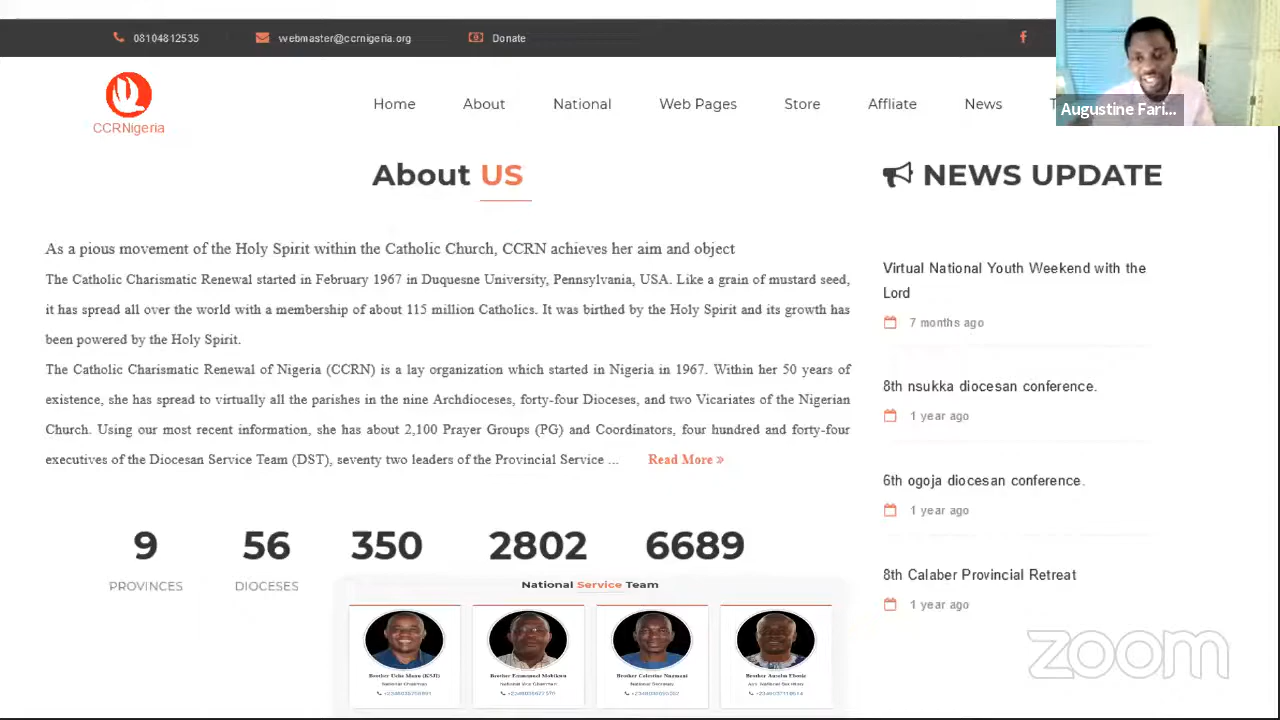 08104812535
webmaster@ccrnigeria.org
Donate
CCRNigeria
Home
About
National
Web Pages
Store
Affliate
News
Augustine Fari...
About US
As a pious movement of the Holy Spirit within the Catholic Church, CCRN achieves her aim and object
The Catholic Charismatic Renewal started in February 1967 in Duquesne University, Pennsylvania, USA. Like a grain of mustard seed,
it has spread all over the world with a membership of about 115 million Catholics. It was birthed by the Holy Spirit and its growth has
been powered by the Holy Spirit.
The Catholic Charismatic Renewal of Nigeria (CCRN) is a lay organization which started in Nigeria in 1967. Within her 50 years of
existence, she has spread to virtually all the parishes in the nine Archdioceses, forty-four Dioceses, and two Vicariates of the Nigerian
Church. Using our most recent information, she has about 2,100 Prayer Groups (PG) and Coordinators, four hundred and forty-four
executives of the Diocesan Service Team (DST), seventy two leaders of the Provincial Service ... Read More »
9
PROVINCES
56
DIOCESES
350
2802
6689
National Service Team
National Chairman
National Vice Chairman
National Secretary
NEWS UPDATE
Virtual National Youth Weekend with the
Lord
7 months ago
8th nsukka diocesan conference.
1 year ago
6th ogoja diocesan conference.
1 year ago
8th Calaber Provincial Retreat
1 year ago
zoom